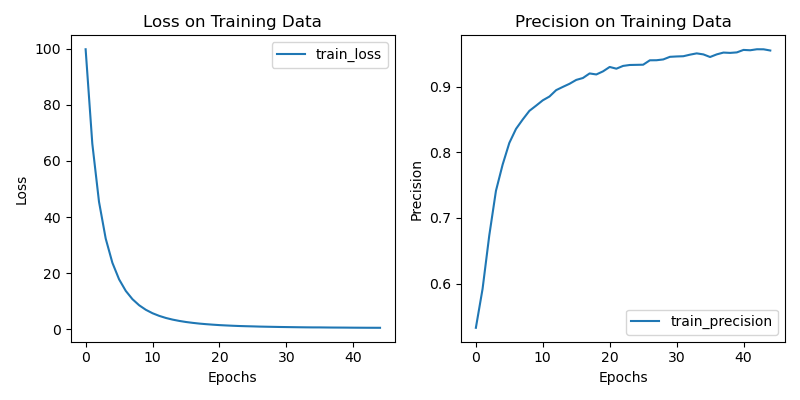 Loss on Training Data
Loss
100
80
60
40
20
0
train_loss
0 10 20 30 40
Epochs
Precision on Training Data
Precision
0.9
0.8
0.7
0.6
train_precision
0 10 20 30 40
Epochs